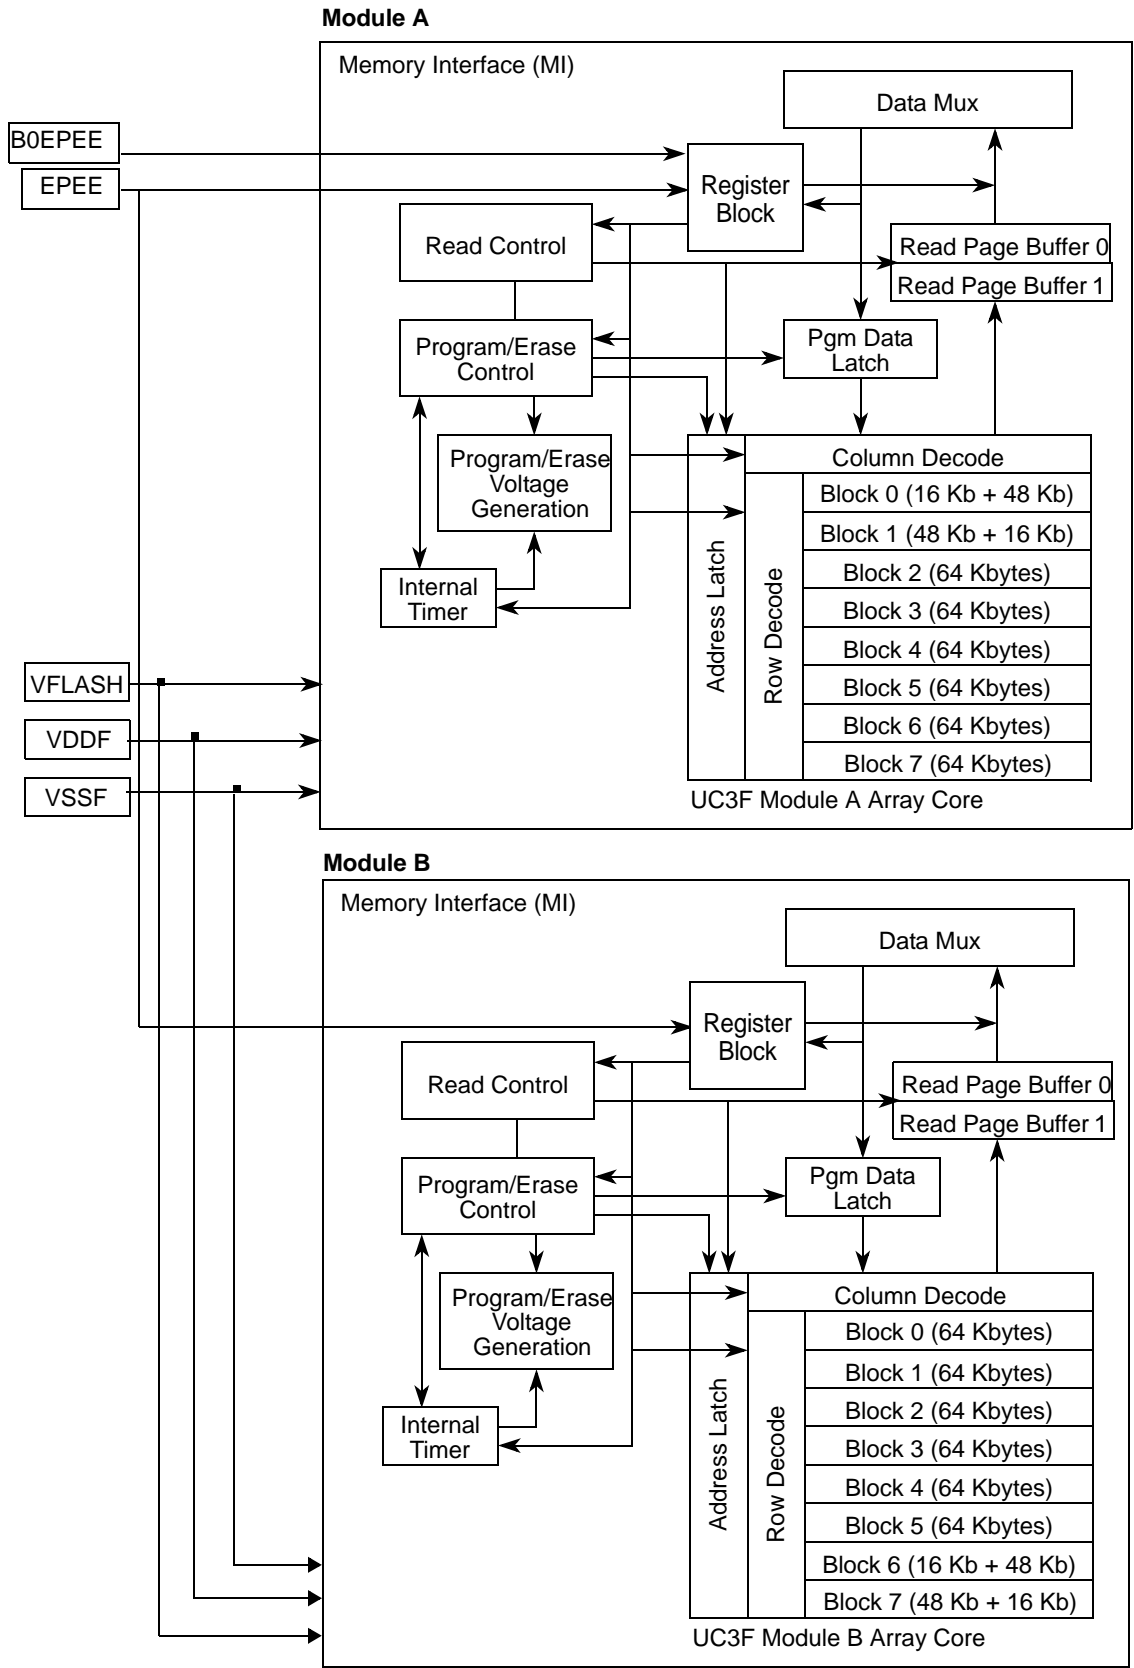 Module A
Memory Interface (MI)
Data Mux
B0EPEE
EPEE
Register
Block
Read Control
Read Page Buffer 0
Read Page Buffer 1
Program/Erase
Control
Pgm Data
Latch
Program/Erase
Voltage
Generation
Internal
Timer
Address Latch
Row Decode
Column Decode
Block 0 (16 Kb + 48 Kb)
Block 1 (48 Kb + 16 Kb)
Block 2 (64 Kbytes)
Block 3 (64 Kbytes)
Block 4 (64 Kbytes)
Block 5 (64 Kbytes)
Block 6 (64 Kbytes)
Block 7 (64 Kbytes)
UC3F Module A Array Core
VFLASH
VDDF
VSSF
Module B
Memory Interface (MI)
Data Mux
Register
Block
Read Control
Read Page Buffer 0
Read Page Buffer 1
Program/Erase
Control
Pgm Data
Latch
Program/Erase
Voltage
Generation
Internal
Timer
Address Latch
Row Decode
Column Decode
Block 0 (64 Kbytes)
Block 1 (64 Kbytes)
Block 2 (64 Kbytes)
Block 3 (64 Kbytes)
Block 4 (64 Kbytes)
Block 5 (64 Kbytes)
Block 6 (16 Kb + 48 Kb)
Block 7 (48 Kb + 16 Kb)
UC3F Module B Array Core